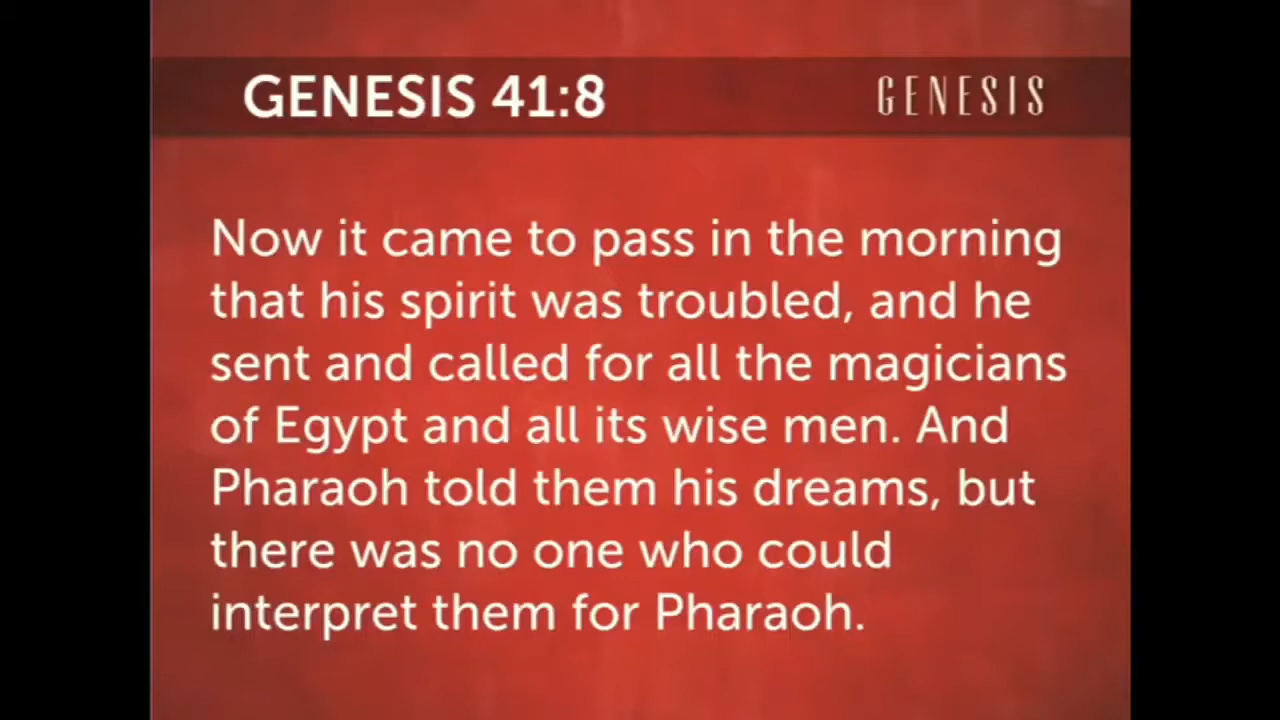 GENESIS 41:8
GENESIS
Now it came to pass in the morning
that his spirit was troubled, and he
sent and called for all the magicians
of Egypt and all its wise men. And
Pharaoh told them his dreams, but
there was no one who could
interpret them for Pharaoh.